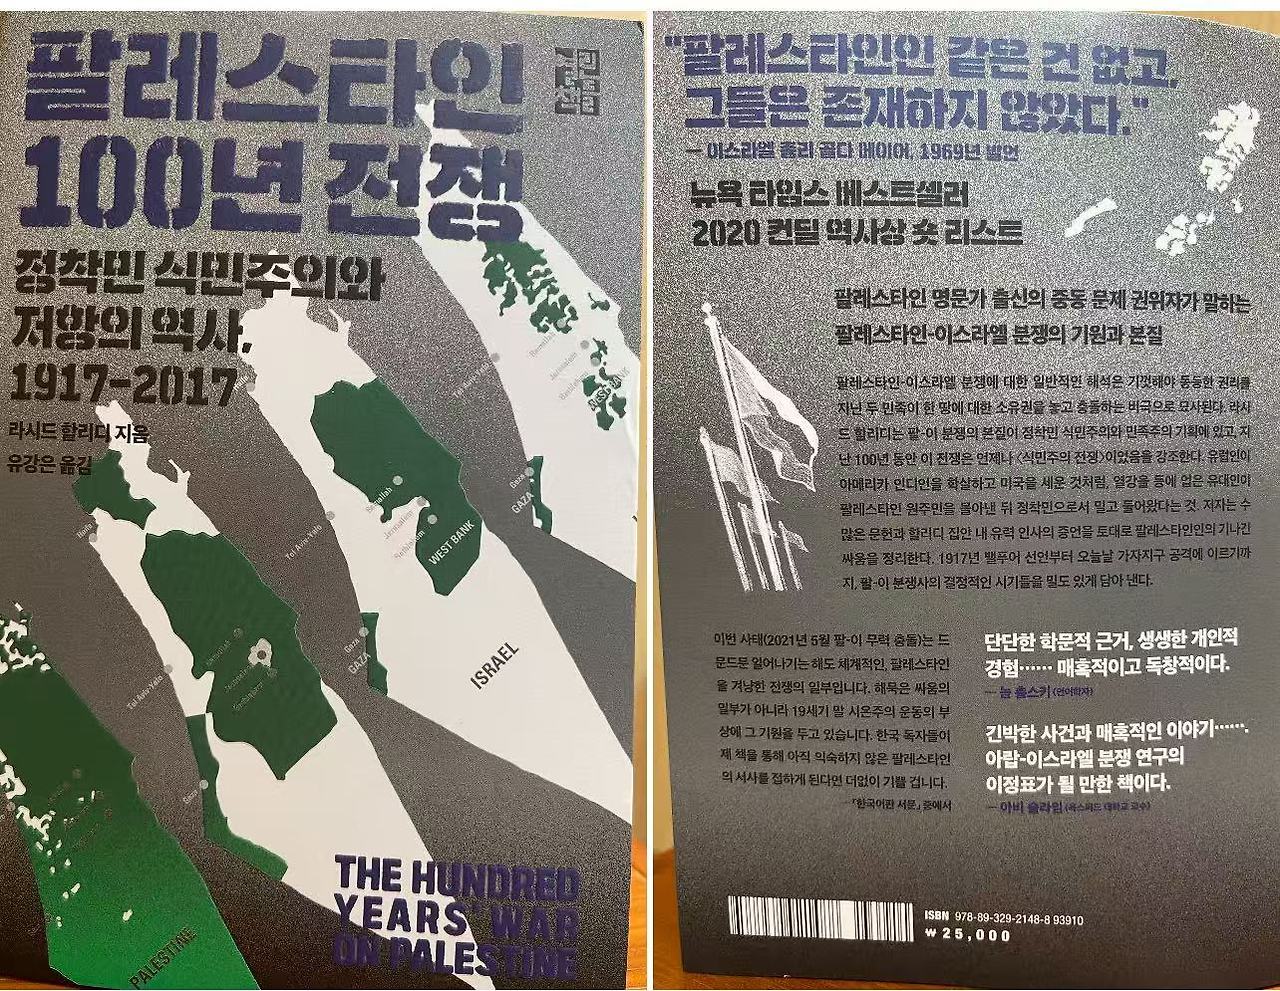 팔레스타인
100년 전쟁
정착민 식민주의와
저항의 역사,
1917-2017
라시드 할리디 지음
유강은 옮김
Ramallah
Jerusalem
Bethlehem
WEST BANK
Tel Aviv-Yafo
Gaza
GAZA
Ramallah
Jerusalem
Bethlehem
WEST BANK
Tel Aviv-Yafo
Gaza
GAZA
ISRAEL
Haifa
Tel Aviv-Yafo
Ramallah
Jerusalem
Bethlehem
Gaza
PALESTINE
THE HUNDRED
YEARS' WAR
ON PALESTINE
"팔레스타인인 같은 건 없고,
그들은 존재하지 않았다."
— 이스라엘 총리 골다 메이어, 1969년 발언
뉴욕 타임스 베스트셀러
2020 컨딜 역사상 숏 리스트
팔레스타인 명문가 출신의 중동 문제 권위자가 말하는
팔레스타인-이스라엘 분쟁의 기원과 본질
팔레스타인-이스라엘 분쟁에 대한 일반적인 해석은 기껏해야 동등한 권리를
지닌 두 민족이 한 땅에 대한 소유권을 놓고 충돌하는 비극으로 묘사된다. 라시
드 할리디는 팔-이 분쟁의 본질이 정착민 식민주의와 민족주의 기획에 있고, 지
난 100년 동안 이 전쟁은 언제나 〈식민주의 전쟁〉이었음을 강조한다. 유럽인이
아메리카 인디언을 학살하고 미국을 세운 것처럼, 열강을 등에 업은 유대인이
팔레스타인 원주민을 몰아낸 뒤 정착민으로서 밀고 들어왔다는 것. 저자는 수
많은 문헌과 할리디 집안 내 유력 인사의 증언을 토대로 팔레스타인인의 기나긴
싸움을 정리한다. 1917년 밸푸어 선언부터 오늘날 가자지구 공격에 이르기까
지, 팔-이 분쟁사의 결정적인 시기들을 밀도 있게 담아 낸다.
이번 사태(2021년 5월 팔-이 무력 충돌)는 드
문드문 일어나기는 해도 체계적인, 팔레스타인
을 겨냥한 전쟁의 일부입니다. 해묵은 싸움의
일부가 아니라 19세기 말 시온주의 운동의 부
상에 그 기원을 두고 있습니다. 한국 독자들이
제 책을 통해 아직 익숙하지 않은 팔레스타인
의 서사를 접하게 된다면 더없이 기쁠 겁니다.
「한국어판 서문」 중에서
단단한 학문적 근거, 생생한 개인적
경험…… 매혹적이고 독창적이다.
— 놈 촘스키(언어학자)
긴박한 사건과 매혹적인 이야기…….
아랍-이스라엘 분쟁 연구의
이정표가 될 만한 책이다.
— 아비 슐라임(옥스퍼드 대학교 교수)
ISBN 978-89-329-2148-8 93910
₩25,000